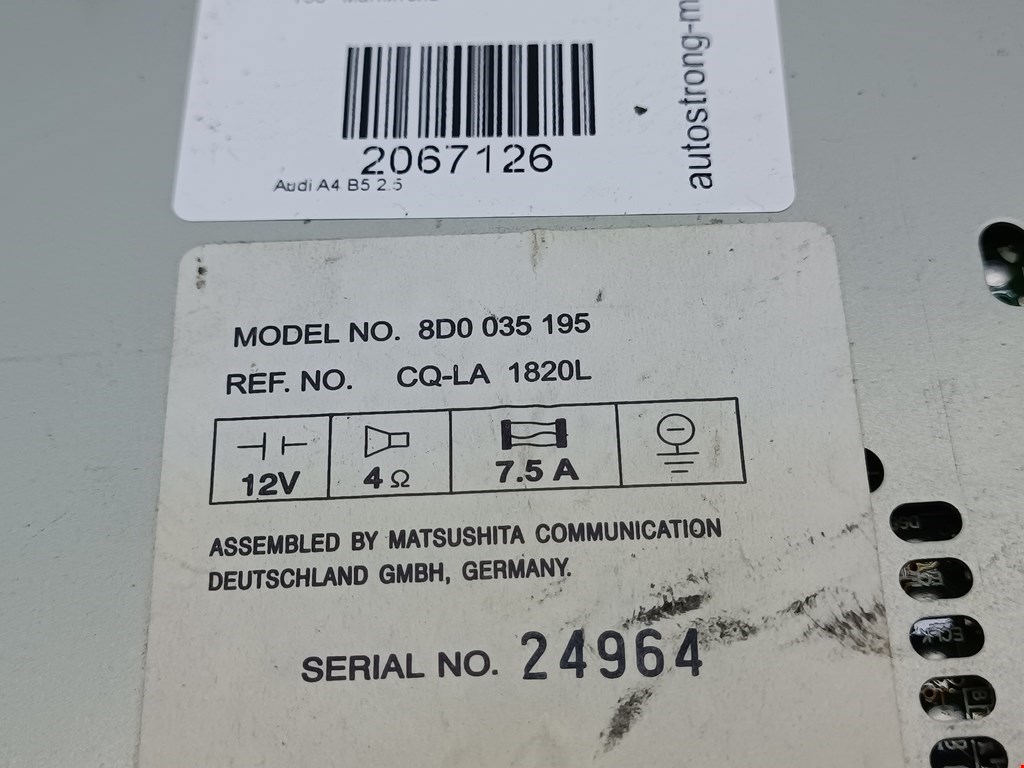 2067126
Audi A4 B5 2.5
autostrong-m
MODEL NO. 8D0 035 195
REF. NO. CQ-LA 1820L
12V 4 Ω 7.5 A
ASSEMBLED BY MATSUSHITA COMMUNICATION
DEUTSCHLAND GMBH, GERMANY.
SERIAL NO. 24964